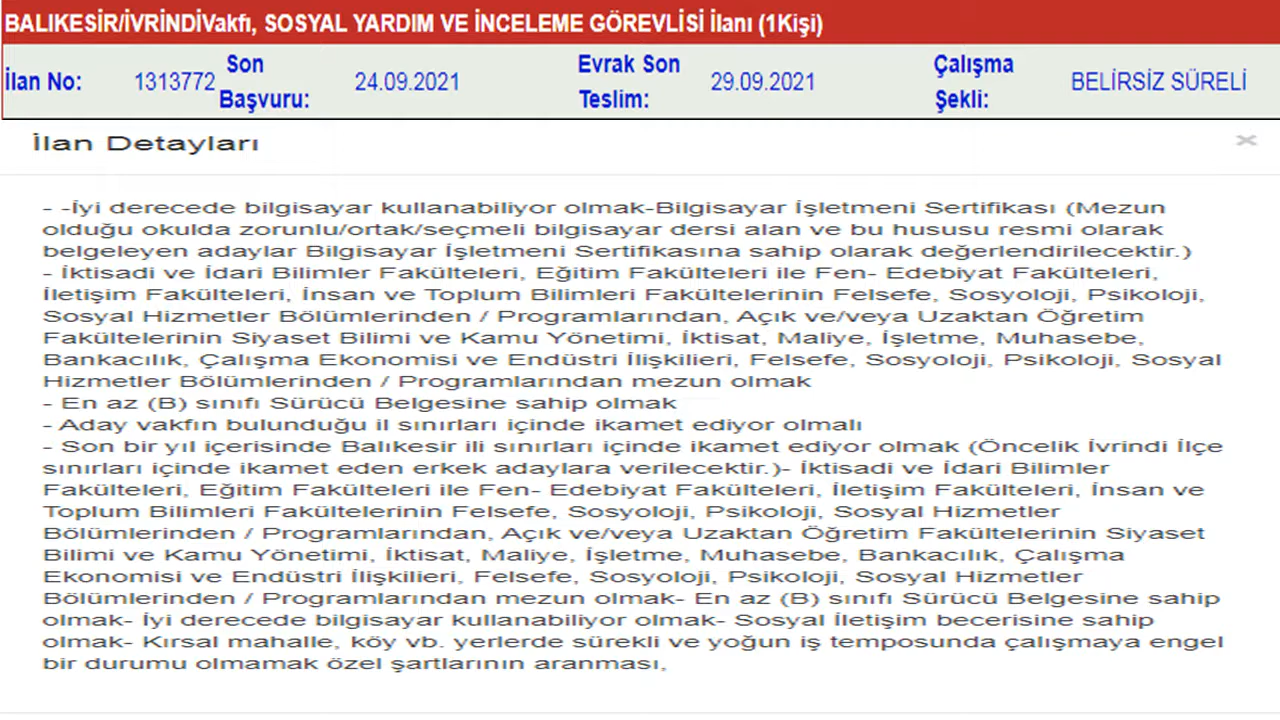 BALIKESİR/İVRİNDİVakfı, SOSYAL YARDIM VE İNCELEME GÖREVLİSİ İlanı (1Kişi)
İlan No: 1313772 Son Başvuru: 24.09.2021 Evrak Son Teslim: 29.09.2021 Çalışma Şekli: BELİRSİZ SÜRELİ
İlan Detayları ×
- -İyi derecede bilgisayar kullanabiliyor olmak-Bilgisayar İşletmeni Sertifikası (Mezun
olduğu okulda zorunlu/ortak/seçmeli bilgisayar dersi alan ve bu hususu resmi olarak
belgeleyen adaylar Bilgisayar İşletmeni Sertifikasına sahip olarak değerlendirilecektir.)
- İktisadi ve İdari Bilimler Fakülteleri, Eğitim Fakülteleri ile Fen- Edebiyat Fakülteleri,
İletişim Fakülteleri, İnsan ve Toplum Bilimleri Fakültelerinin Felsefe, Sosyoloji, Psikoloji,
Sosyal Hizmetler Bölümlerinden / Programlarından, Açık ve/veya Uzaktan Öğretim
Fakültelerinin Siyaset Bilimi ve Kamu Yönetimi, İktisat, Maliye, İşletme, Muhasebe,
Bankacılık, Çalışma Ekonomisi ve Endüstri İlişkilieri, Felsefe, Sosyoloji, Psikoloji, Sosyal
Hizmetler Bölümlerinden / Programlarından mezun olmak
- En az (B) sınıfı Sürücü Belgesine sahip olmak
- Aday vakfın bulunduğu il sınırları içinde ikamet ediyor olmalı
- Son bir yıl içerisinde Balıkesir ili sınırları içinde ikamet ediyor olmak (Öncelik İvrindi İlçe
sınırları içinde ikamet eden erkek adaylara verilecektir.)- İktisadi ve İdari Bilimler
Fakülteleri, Eğitim Fakülteleri ile Fen- Edebiyat Fakülteleri, İletişim Fakülteleri, İnsan ve
Toplum Bilimleri Fakültelerinin Felsefe, Sosyoloji, Psikoloji, Sosyal Hizmetler
Bölümlerinden / Programlarından, Açık ve/veya Uzaktan Öğretim Fakültelerinin Siyaset
Bilimi ve Kamu Yönetimi, İktisat, Maliye, İşletme, Muhasebe, Bankacılık, Çalışma
Ekonomisi ve Endüstri İlişkilieri, Felsefe, Sosyoloji, Psikoloji, Sosyal Hizmetler
Bölümlerinden / Programlarından mezun olmak- En az (B) sınıfı Sürücü Belgesine sahip
olmak- İyi derecede bilgisayar kullanabiliyor olmak- Sosyal İletişim becerisine sahip
olmak- Kırsal mahalle, köy vb. yerlerde sürekli ve yoğun iş temposunda çalışmaya engel
bir durumu olmamak özel şartlarının aranması,